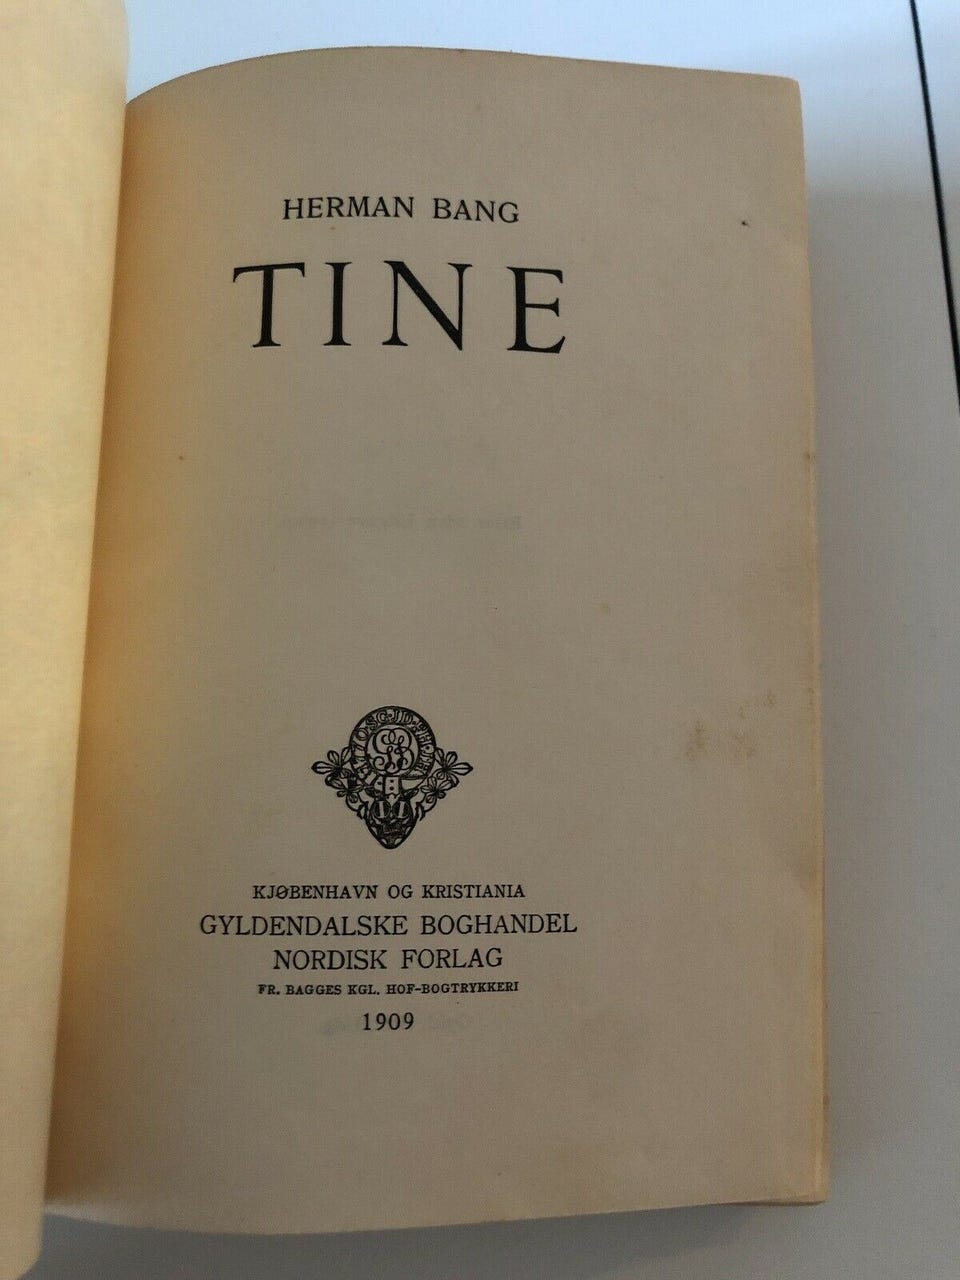 HERMAN BANG
TINE
KJØBENHAVN OG KRISTIANIA
GYLDENDALSKE BOGHANDEL
NORDISK FORLAG
FR. BAGGES KGL. HOF-BOGTRYKKERI
1909